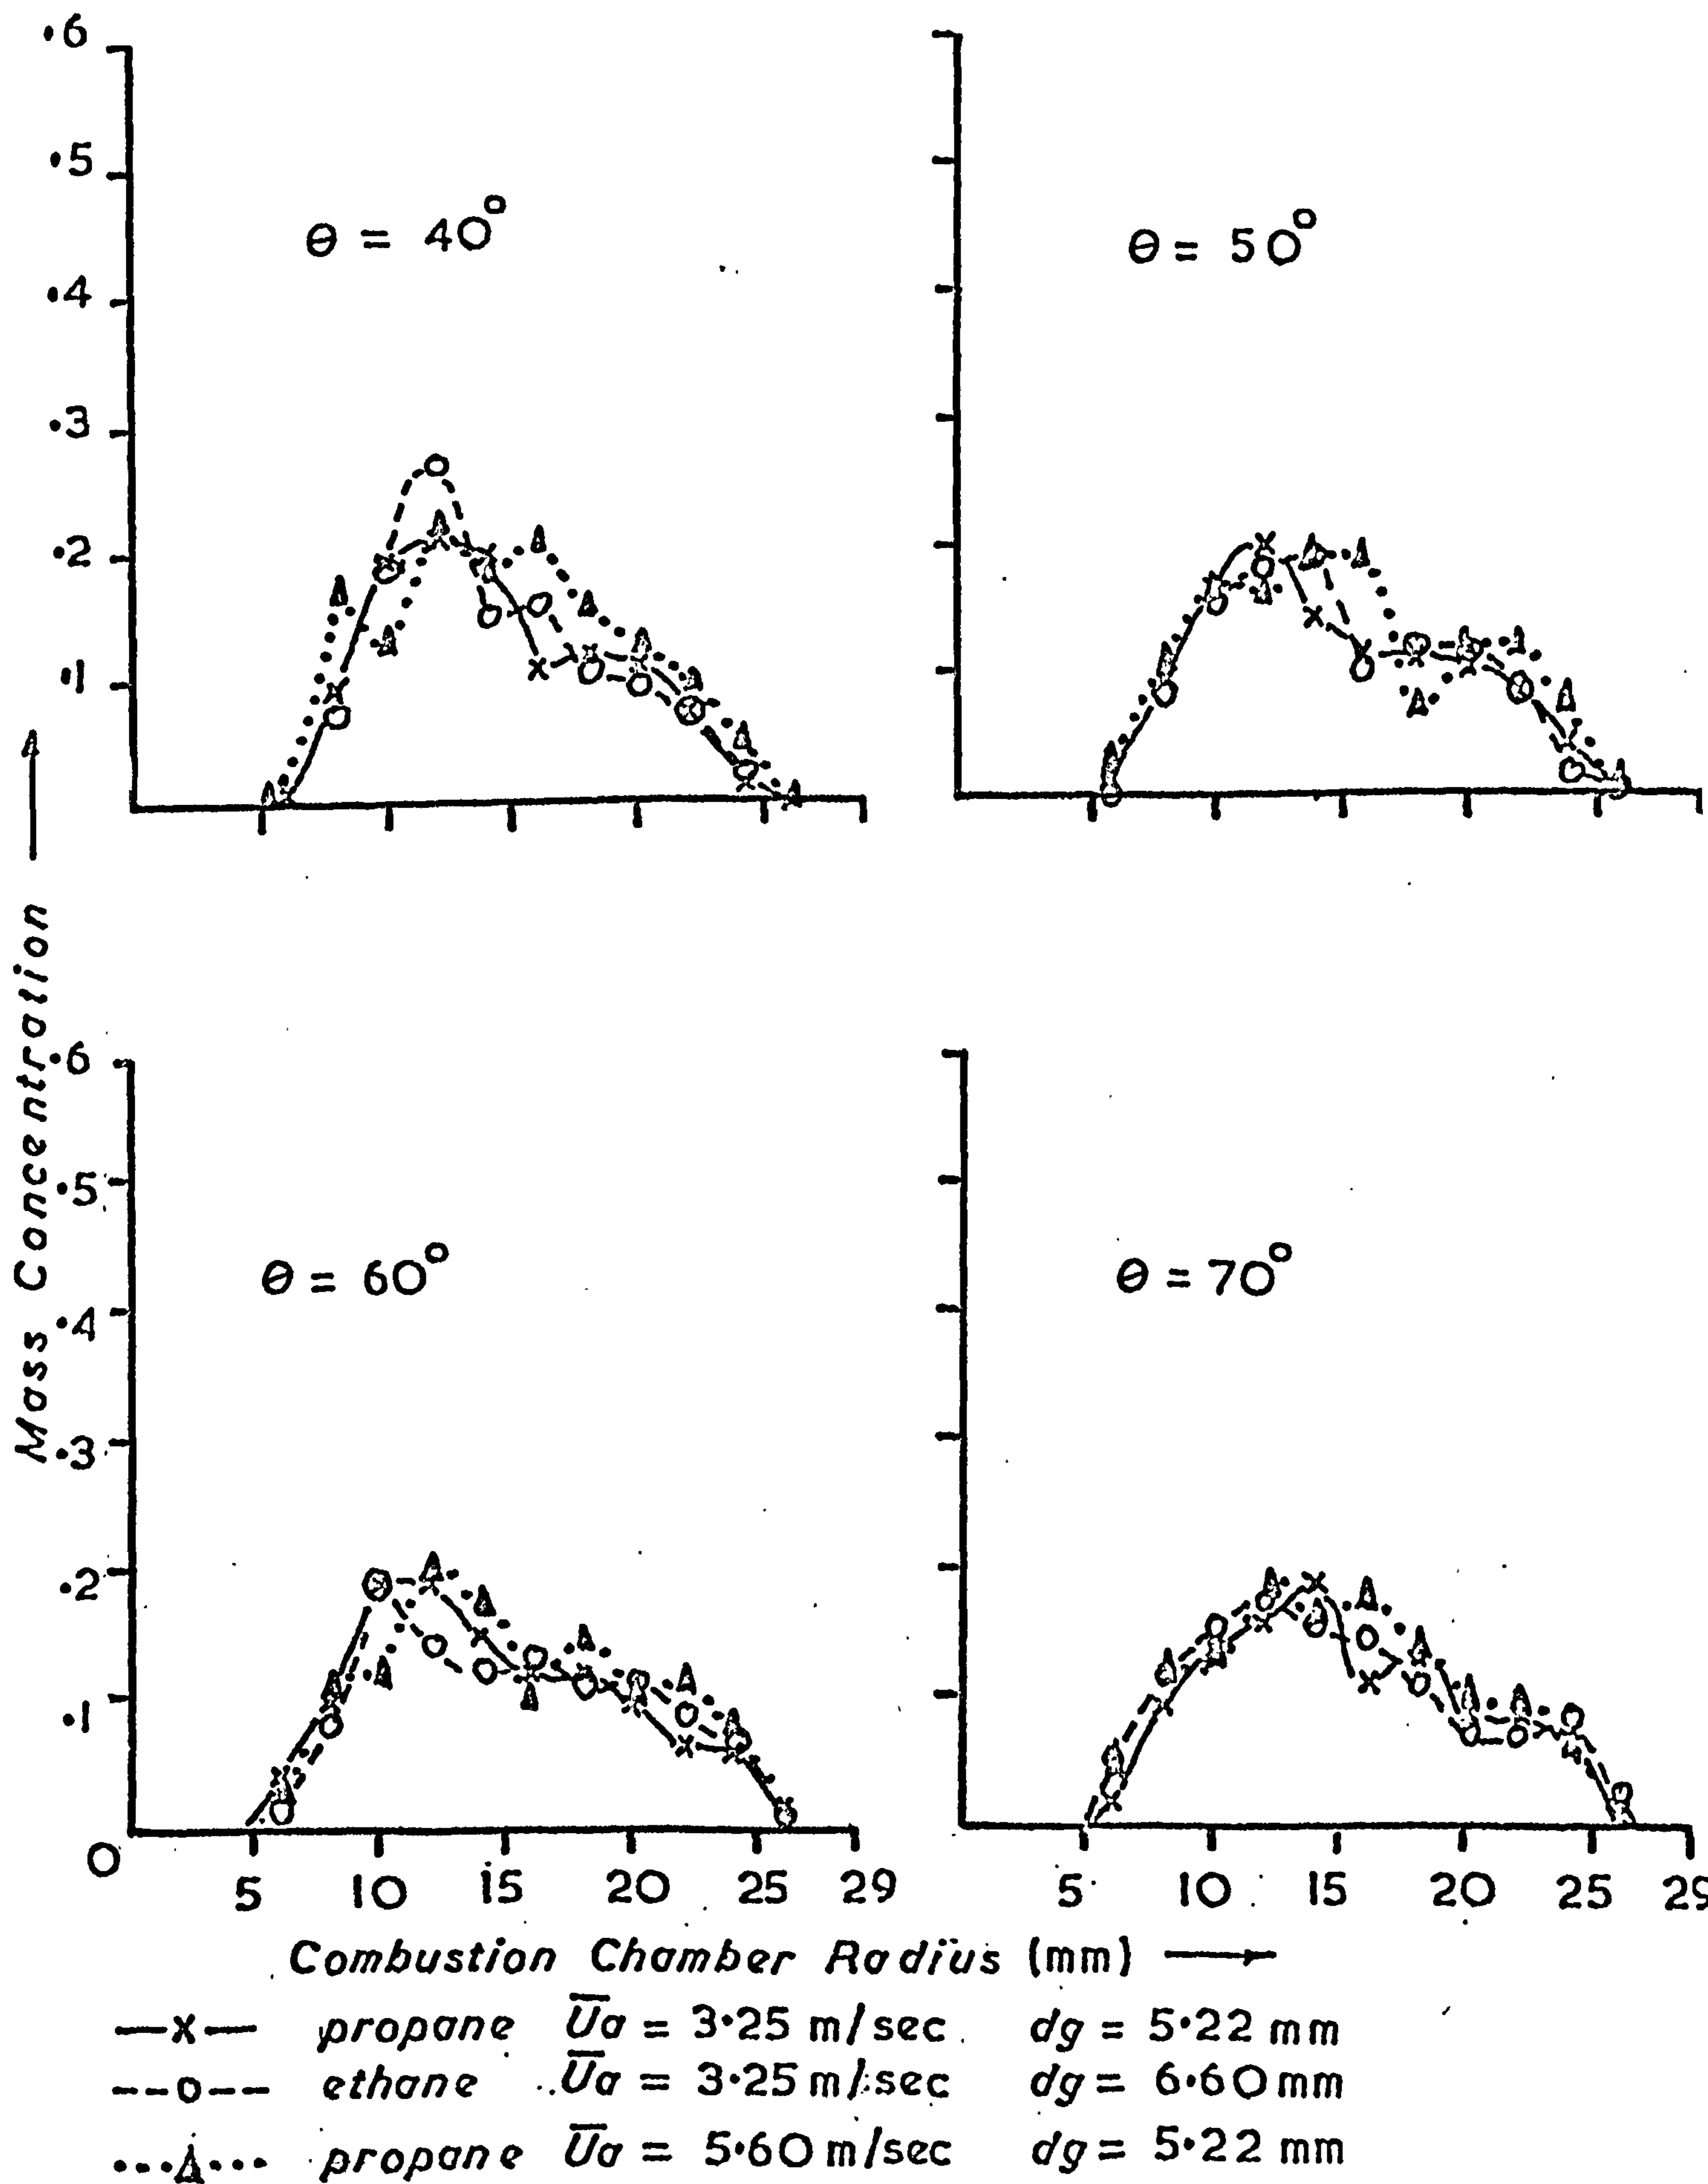 .6
.5
θ = 40°
θ = 50°
.4
.3
.2
.1
Mass Concentration
.6
.5
θ = 60°
θ = 70°
.4
.3
.2
.1
O
5 10 15 20 25 29
5 10 15 20 25 29
Combustion Chamber Radius (mm)
—x— propane U̅a = 3·25 m/sec dg = 5·22 mm
--o-- ethane U̅a = 3·25 m/sec dg = 6·60 mm
···Δ··· propane U̅a = 5·60 m/sec dg = 5·22 mm